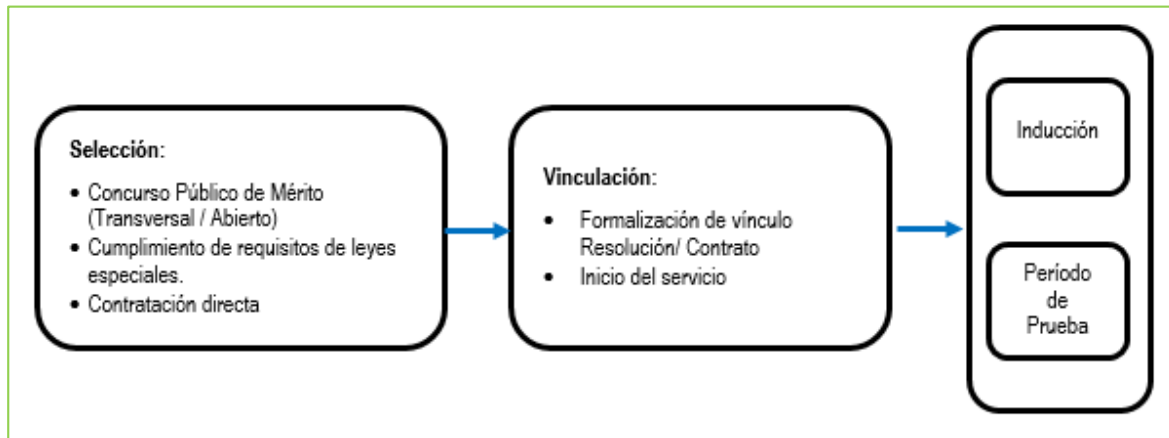 Selección:
• Concurso Público de Mérito
(Transversal / Abierto)
• Cumplimiento de requisitos de leyes
especiales.
• Contratación directa
Vinculación:
• Formalización de vínculo
Resolución/ Contrato
• Inicio del servicio
Inducción
Período
de
Prueba